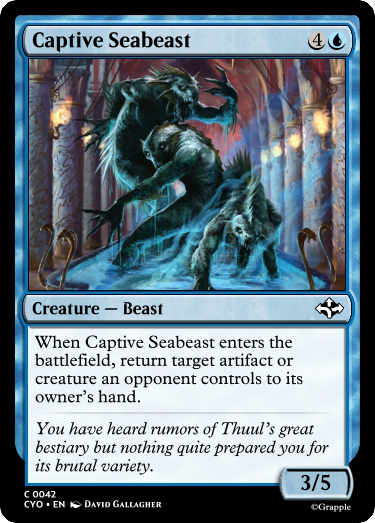 Captive Seabeast 4
Creature — Beast
When Captive Seabeast enters the
battlefield, return target artifact or
creature an opponent controls to its
owner's hand.
You have heard rumors of Thuul's great
bestiary but nothing quite prepared you for
its brutal variety.
3/5
C 0042
CYO • EN DAVID GALLAGHER
©Grapple